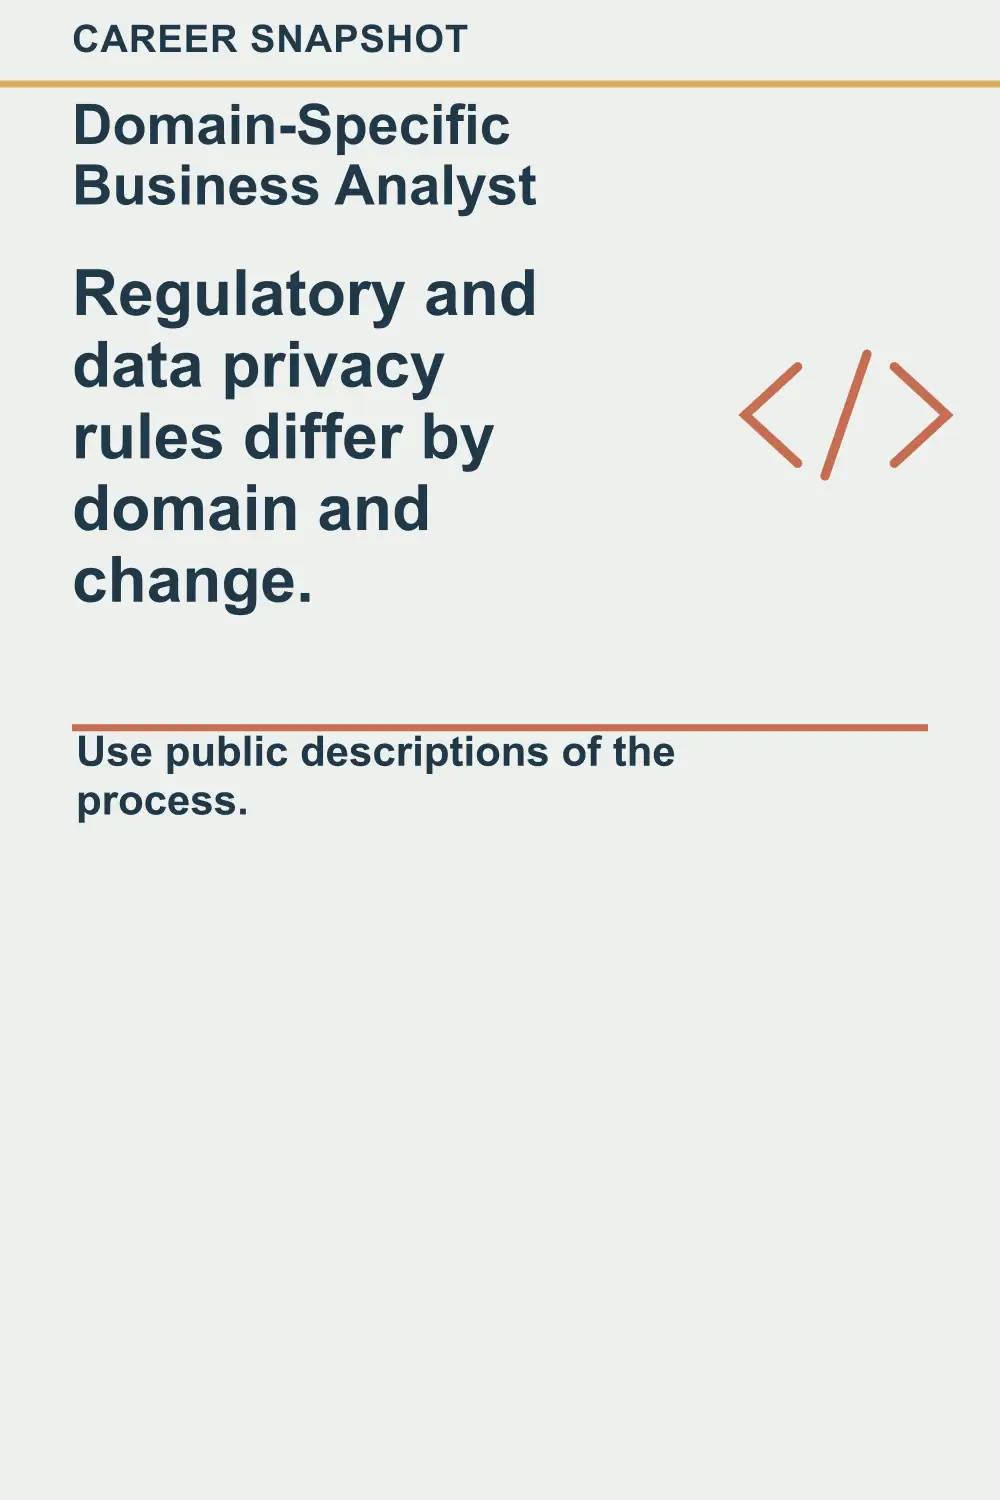 CAREER SNAPSHOT
Domain-Specific
Business Analyst
Regulatory and
data privacy
rules differ by
domain and
change.
Use public descriptions of the
process.